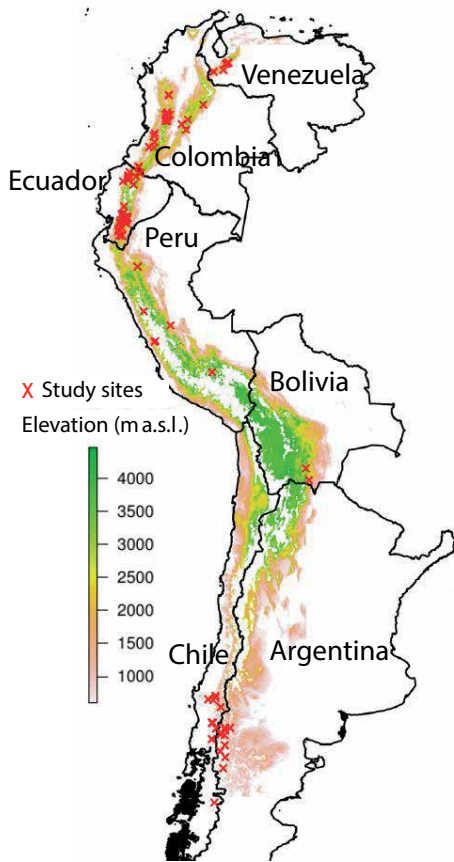 Venezuela
Colombia
Ecuador
Peru
Bolivia
X Study sites
Elevation (m a.s.l.)
4000
3500
3000
2500
2000
1500
1000
Chile
Argentina